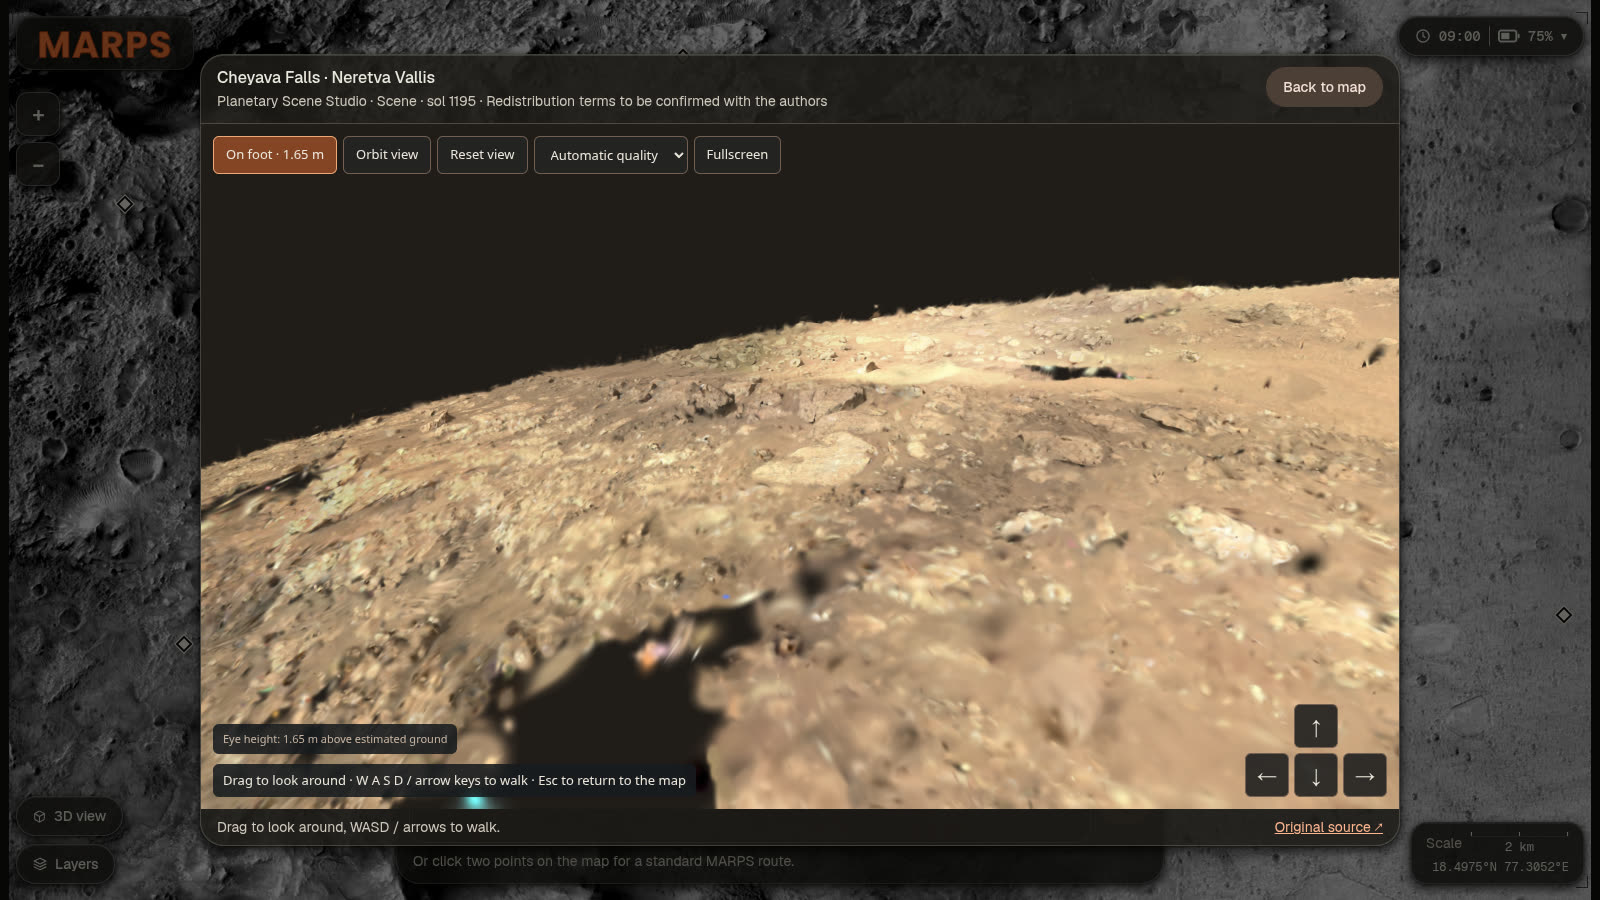 MARPS
09:00
75% ▾
+
−
Cheyava Falls · Neretva Vallis
Planetary Scene Studio · Scene · sol 1195 · Redistribution terms to be confirmed with the authors
Back to map
On foot · 1.65 m
Orbit view
Reset view
Automatic quality
Fullscreen
Eye height: 1.65 m above estimated ground
Drag to look around · W A S D / arrow keys to walk · Esc to return to the map
↑
← ↓ →
Drag to look around, WASD / arrows to walk.
Original source ↗
3D view
Layers
Or click two points on the map for a standard MARPS route.
Scale
2 km
18.4975°N 77.3052°E